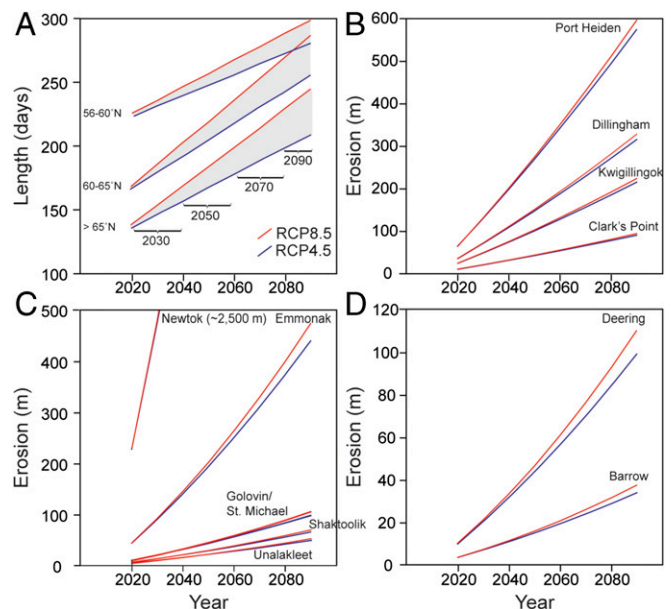 A
300
250
200
150
100
Length (days)
56-60°N
60-65°N
> 65°N
2030
2050
2070
2090
RCP8.5
RCP4.5
2020 2040 2060 2080
B
600
500
400
300
200
100
0
Erosion (m)
Port Heiden
Dillingham
Kwigillingok
Clark's Point
2020 2040 2060 2080
C
500
400
300
200
100
0
Erosion (m)
Newtok (~2,500 m) Emmonak
Golovin/
St. Michael
Shaktoolik
Unalakleet
2020 2040 2060 2080
Year
D
120
100
80
60
40
20
0
Erosion (m)
Deering
Barrow
2020 2040 2060 2080
Year